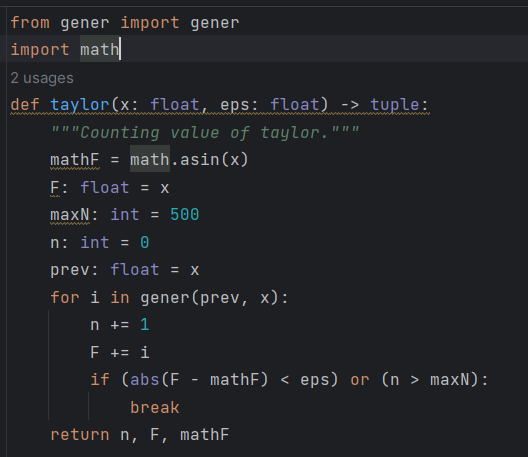 from gener import gener
import math
2 usages
def taylor(x: float, eps: float) -> tuple:
    """Counting value of taylor."""
    mathF = math.asin(x)
    F: float = x
    maxN: int = 500
    n: int = 0
    prev: float = x
    for i in gener(prev, x):
        n += 1
        F += i
        if (abs(F - mathF) < eps) or (n > maxN):
            break
    return n, F, mathF